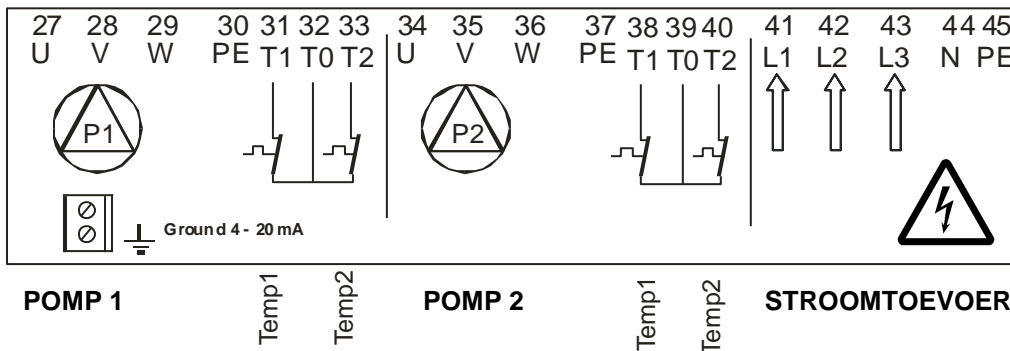 27 28 29 30 31 32 33 34 35 36 37 38 39 40 41 42 43 44 45
U V W PE T1 T0 T2 U V W PE T1 T0 T2 L1 L2 L3 N PE
P1 P2
Ground 4 - 20 mA
POMP 1 Temp1 Temp2 POMP 2 Temp1 Temp2 STROOMTOEVOER